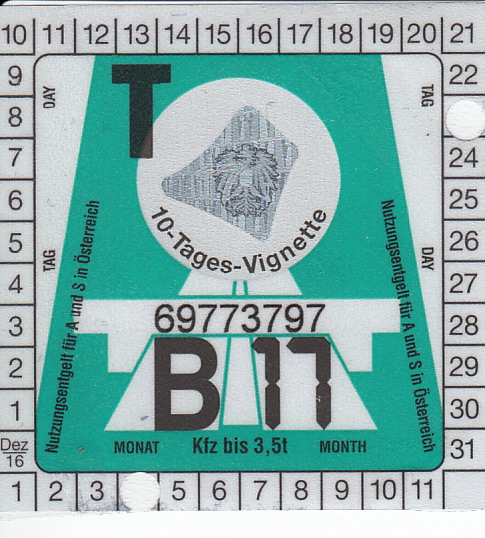 10 11 12 13 14 15 16 17 18 19 20 21
9 DAY T TAG 22
8
7 24
6 25
5 26
4 27
3 28
2 29
1 30
Dez
16
31
1 2 3 5 6 7 8 9 10 11
10-Tages-Vignette
TAG
DAY
Nutzungsentgelt für A und S in Österreich
Nutzungsentgelt für A und S in Österreich
69773797
B 17
MONAT Kfz bis 3,5t MONTH